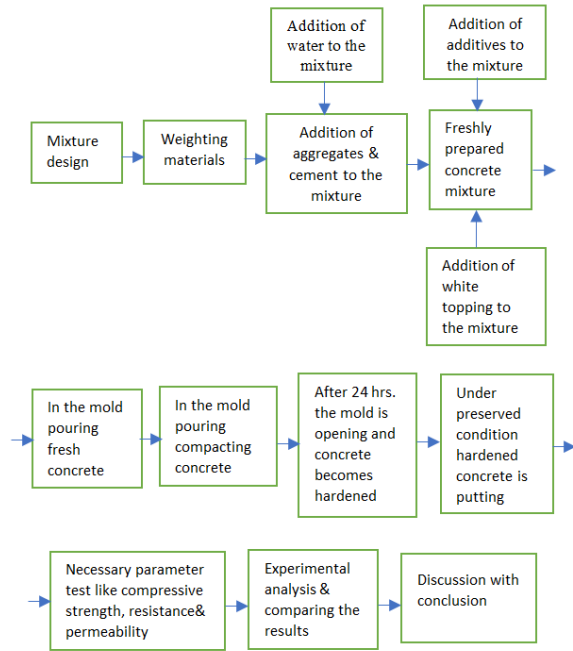 Addition of
water to the
mixture
Addition of
additives to
the mixture
Mixture
design
Weighting
materials
Addition of
aggregates &
cement to the
mixture
Freshly
prepared
concrete
mixture
Addition of
white
topping to
the mixture
In the mold
pouring
fresh
concrete
In the mold
pouring
compacting
concrete
After 24 hrs.
the mold is
opening and
concrete
becomes
hardened
Under
preserved
condition
hardened
concrete is
putting
Necessary parameter
test like compressive
strength, resistance&
permeability
Experimental
analysis &
comparing the
results
Discussion with
conclusion